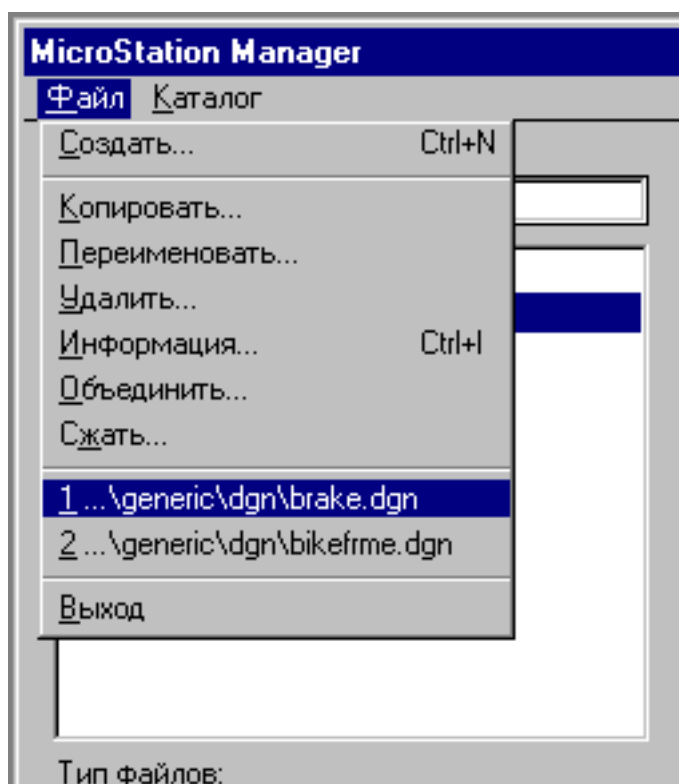 MicroStation Manager
Файл Каталог
Создать... Ctrl+N
Копировать...
Переименовать...
Удалить...
Информация... Ctrl+I
Объединить...
Сжать...
1 ...\generic\dgn\brake.dgn
2 ...\generic\dgn\bikefrme.dgn
Выход
Тип файлов: